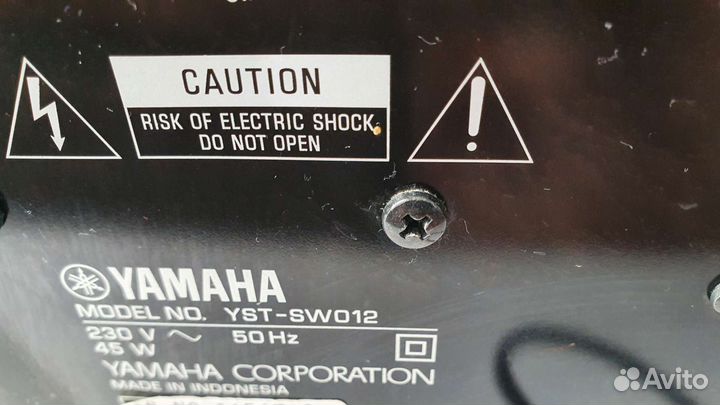 CAUTION
RISK OF ELECTRIC SHOCK
DO NOT OPEN
YAMAHA
MODEL NO. YST-SW012
230 V ~ 50 Hz
45 W
YAMAHA CORPORATION
MADE IN INDONESIA
Avito